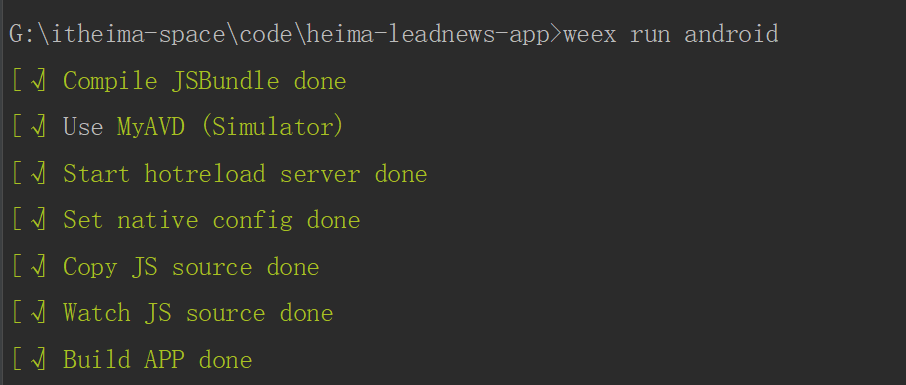 G:\itheima-space\code\heima-leadnews-app>weex run android
[√] Compile JSBundle done
[√] Use MyAVD (Simulator)
[√] Start hotreload server done
[√] Set native config done
[√] Copy JS source done
[√] Watch JS source done
[√] Build APP done